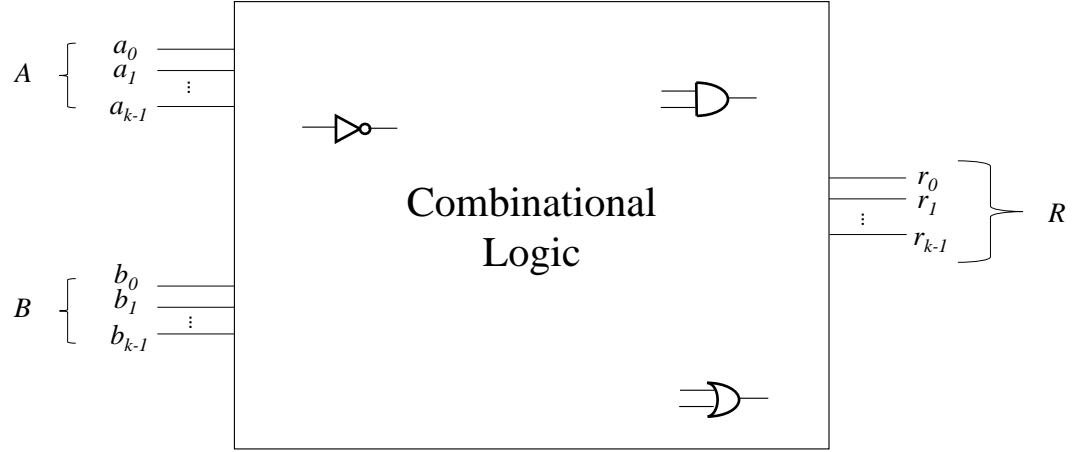 A
a0
a1
...
ak-1
B
b0
b1
...
bk-1
Combinational
Logic
r0
r1
...
rk-1
R